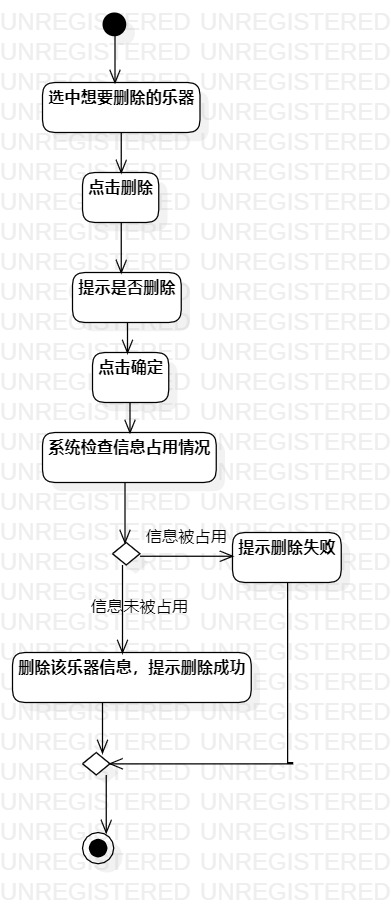 选中想要删除的乐器
点击删除
提示是否删除
点击确定
系统检查信息占用情况
信息被占用
提示删除失败
信息未被占用
删除该乐器信息，提示删除成功
UNREGISTERED